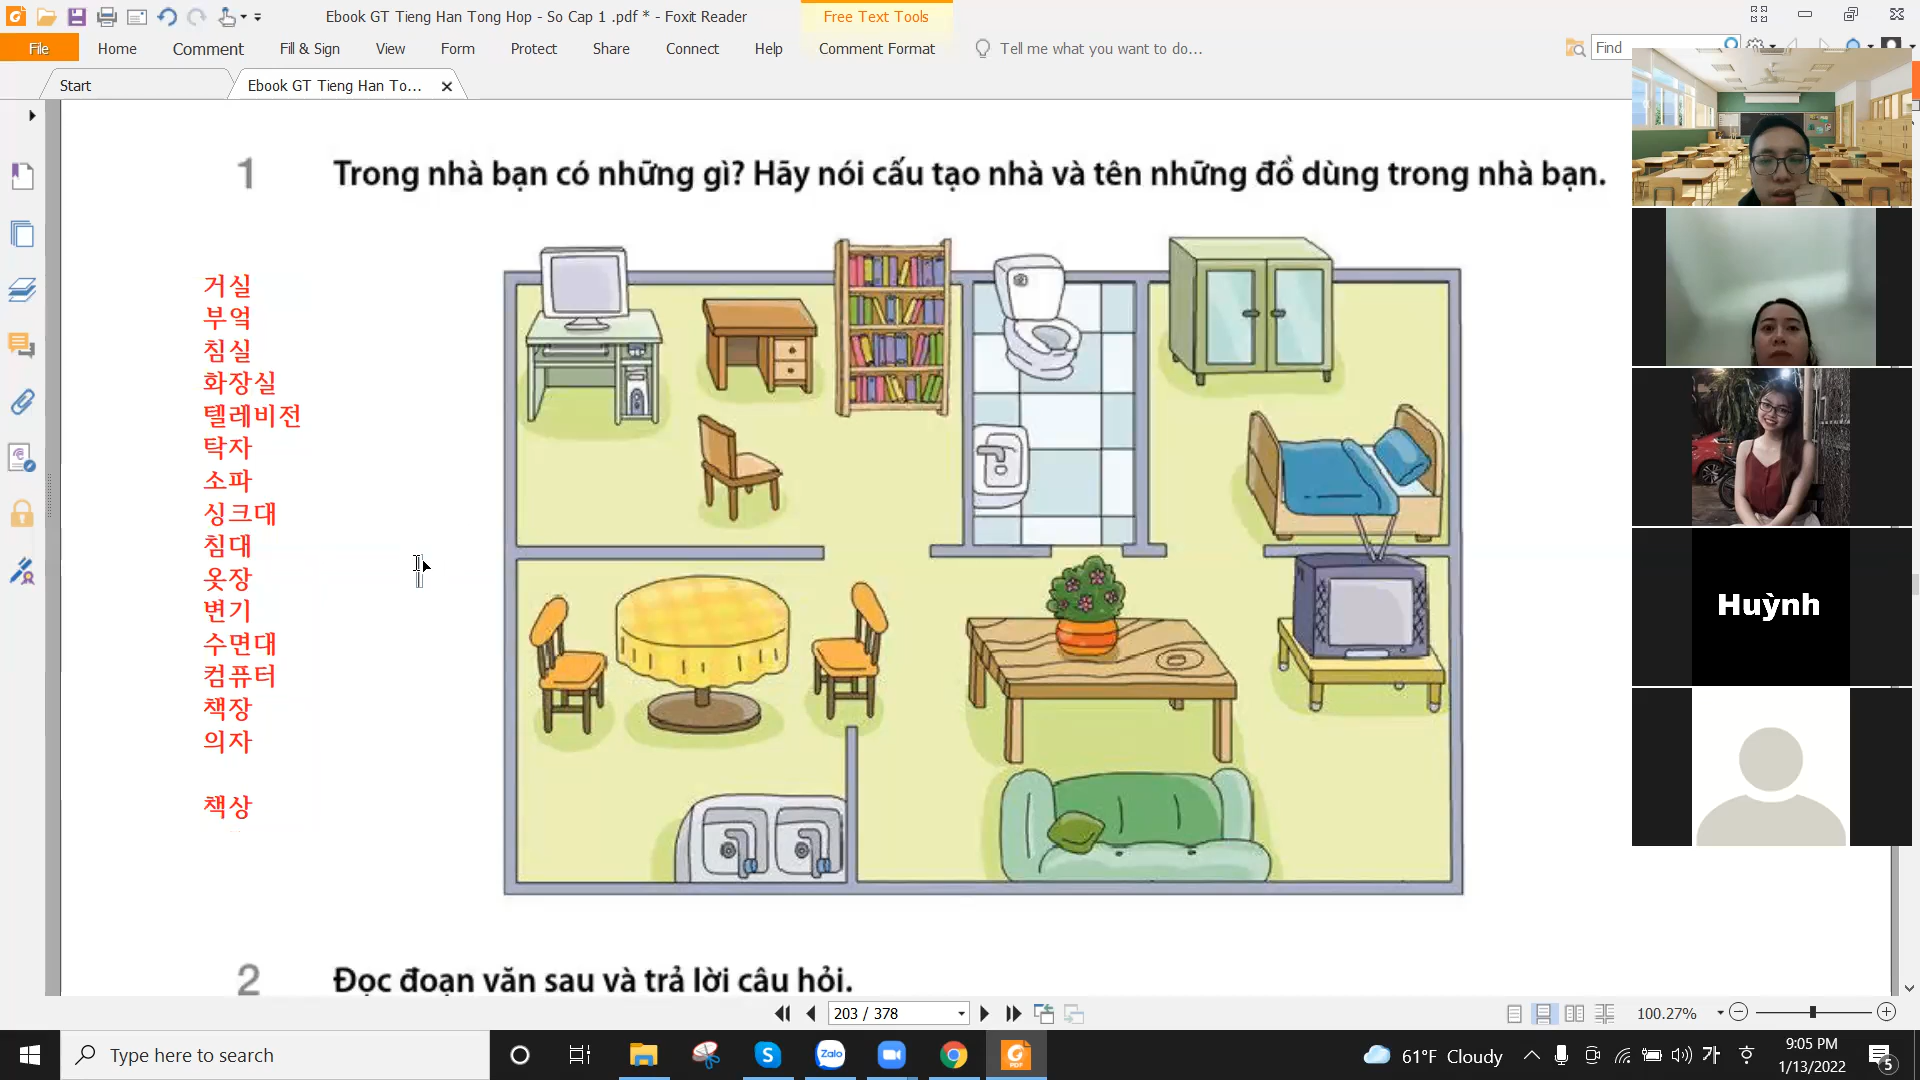 Ebook GT Tieng Han Tong Hop - So Cap 1 .pdf * - Foxit Reader
Free Text Tools
File
Home
Comment
Fill & Sign
View
Form
Protect
Share
Connect
Help
Comment Format
Tell me what you want to do...
Find
Start
Ebook GT Tieng Han To...
1 Trong nhà bạn có những gì? Hãy nói cấu tạo nhà và tên những đồ dùng trong nhà bạn.
거실
부엌
침실
화장실
텔레비전
탁자
소파
싱크대
침대
옷장
변기
수면대
컴퓨터
책장
의자
책상
Huỳnh
2 Đọc đoạn văn sau và trả lời câu hỏi.
203 / 378
100.27%
Type here to search
Zalo
PDF
61°F Cloudy
가
9:05 PM
1/13/2022
5